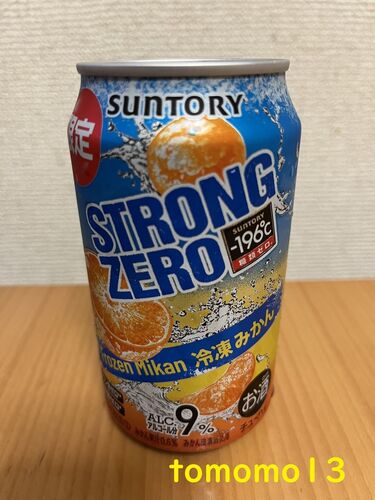 限定
SUNTORY
STRONG
ZERO
SUNTORY
-196℃
糖類ゼロ
Frozen Mikan 冷凍みかん
ALC.
アルコール分 9%
お酒
tomomo13